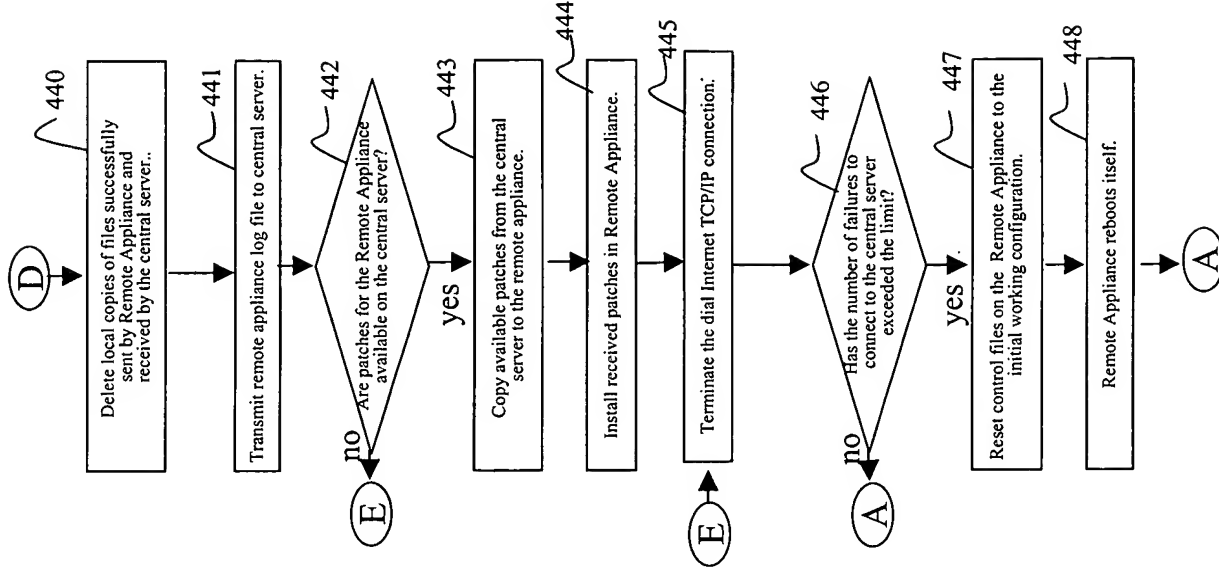 D
440
Delete local copies of files successfully
sent by Remote Appliance and
received by the central server..
441
Transmit remote appliance log file to central server.
442
Are patches for the Remote Appliance
available on the central server?
no
E
yes
443
Copy available patches from the central
server to the remote appliance.
444
Install received patches in Remote Appliance.
445
E
Terminate the dial Internet TCP/IP connection.
446
Has the number of failures to
connect to the central server
exceeded the limit?
no
A
yes
447
Reset control files on the Remote Appliance to the
initial working configuration.
448
Remote Appliance reboots itself.
A